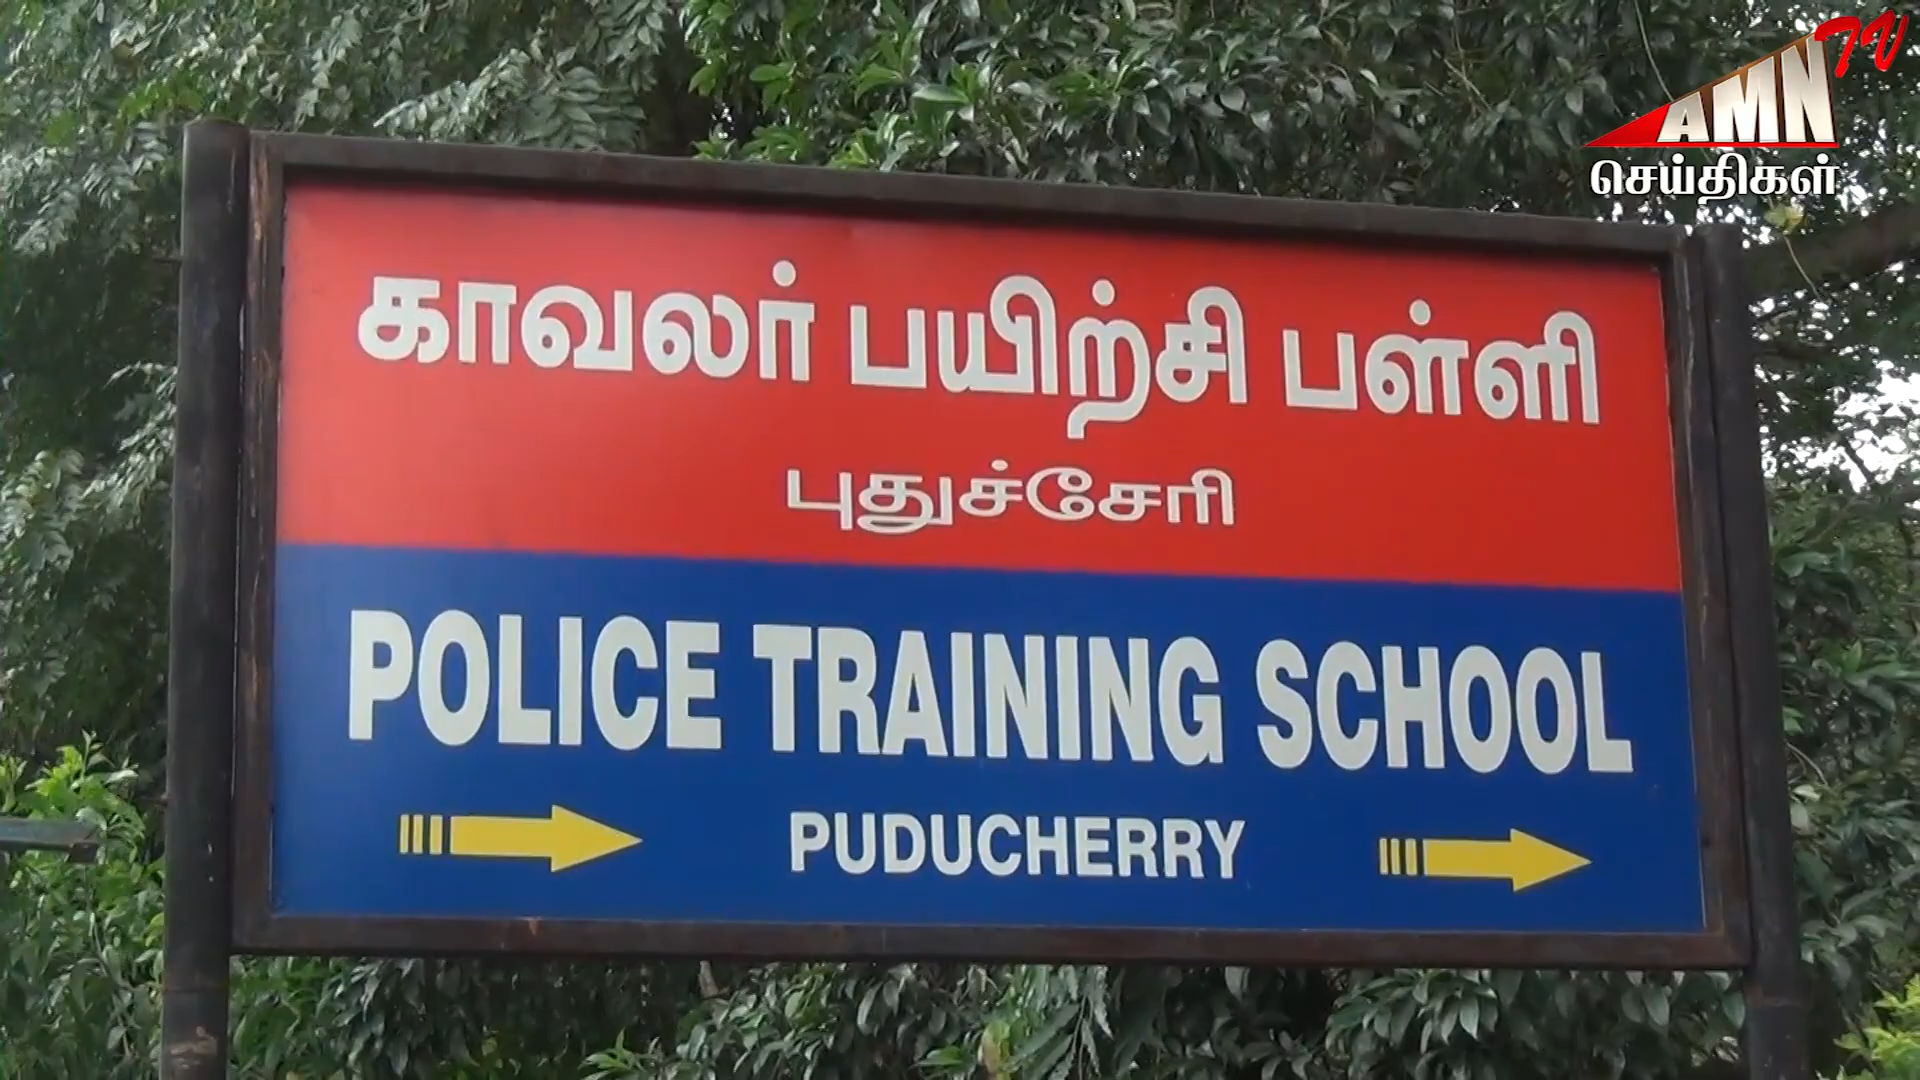 AMN TV
செய்திகள்
காவலர் பயிற்சி பள்ளி
புதுச்சேரி
POLICE TRAINING SCHOOL
PUDUCHERRY